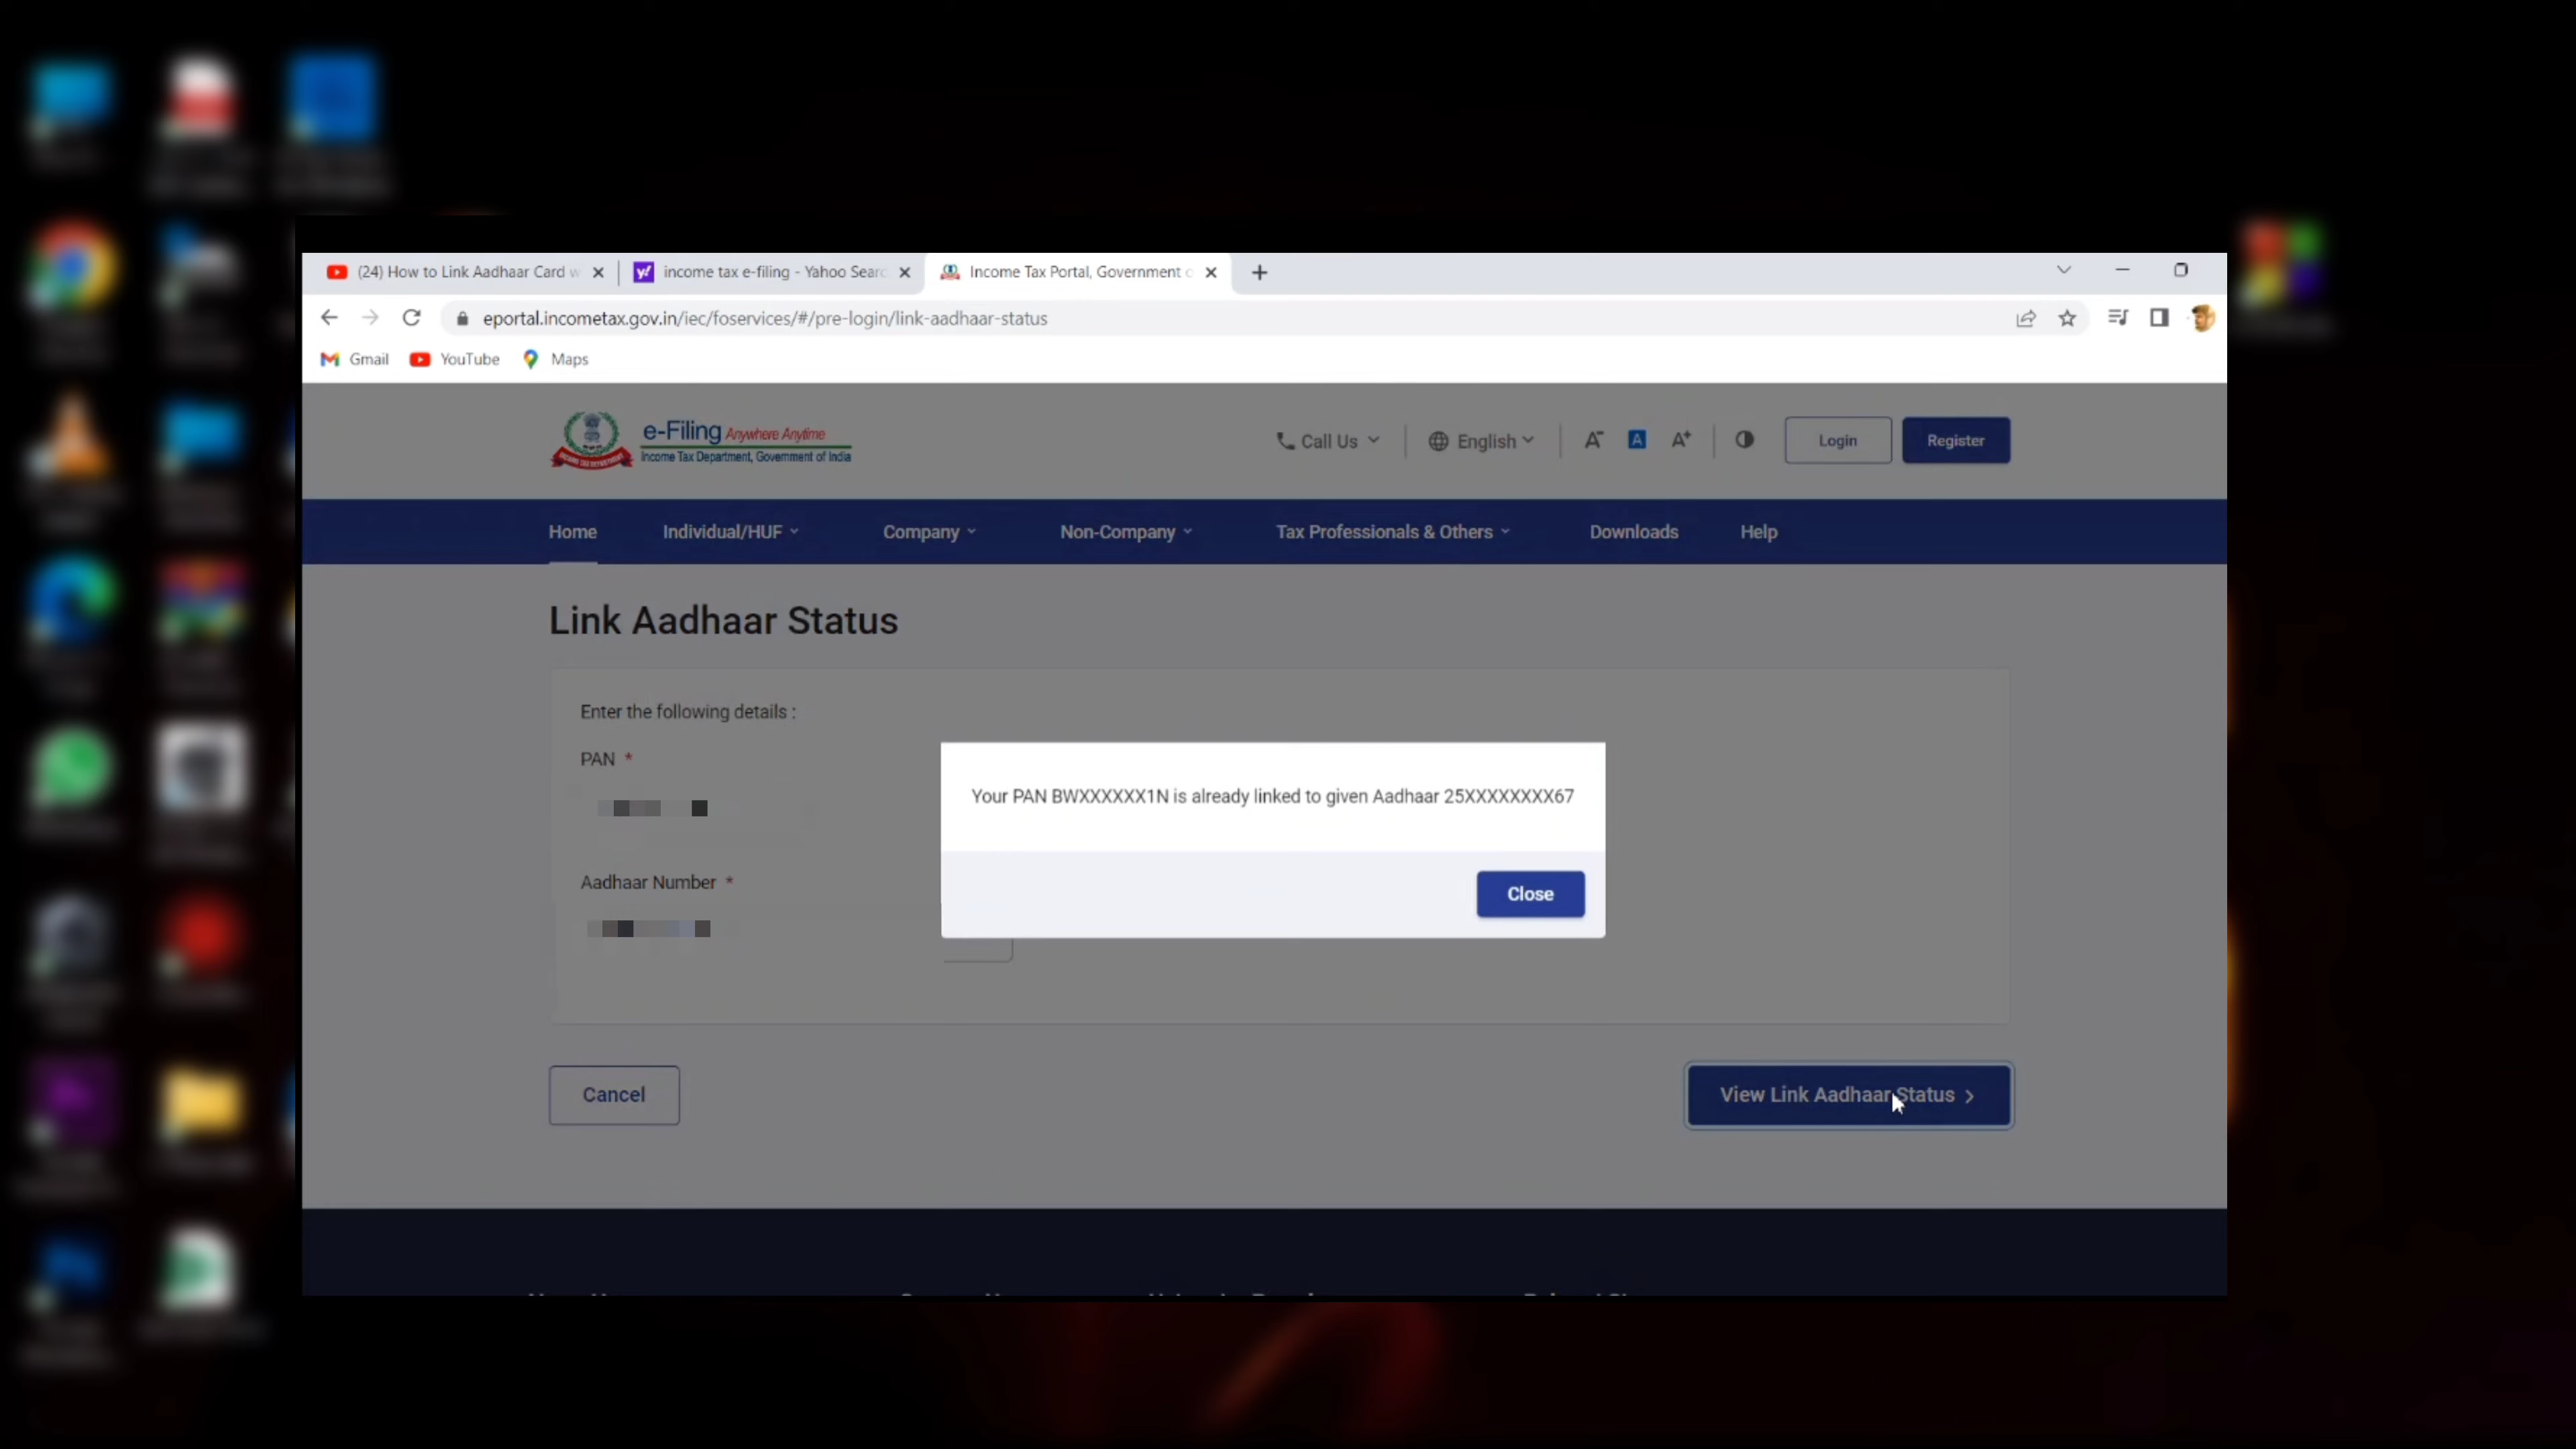 (24) How to Link Aadhaar Card w
income tax e-filing - Yahoo Searc
Income Tax Portal, Government o
eportal.incometax.gov.in/iec/foservices/#/pre-login/link-aadhaar-status
Gmail YouTube Maps
e-Filing Anywhere Anytime
Income Tax Department, Government of India
INCOME TAX DEPARTMENT
Call Us English A- A A+ Login Register
Home Individual/HUF Company Non-Company Tax Professionals & Others Downloads Help
Link Aadhaar Status
Enter the following details :
PAN *
Your PAN BWXXXXXX1N is already linked to given Aadhaar 25XXXXXXXX67
Aadhaar Number *
Close
Cancel
View Link Aadhaar Status